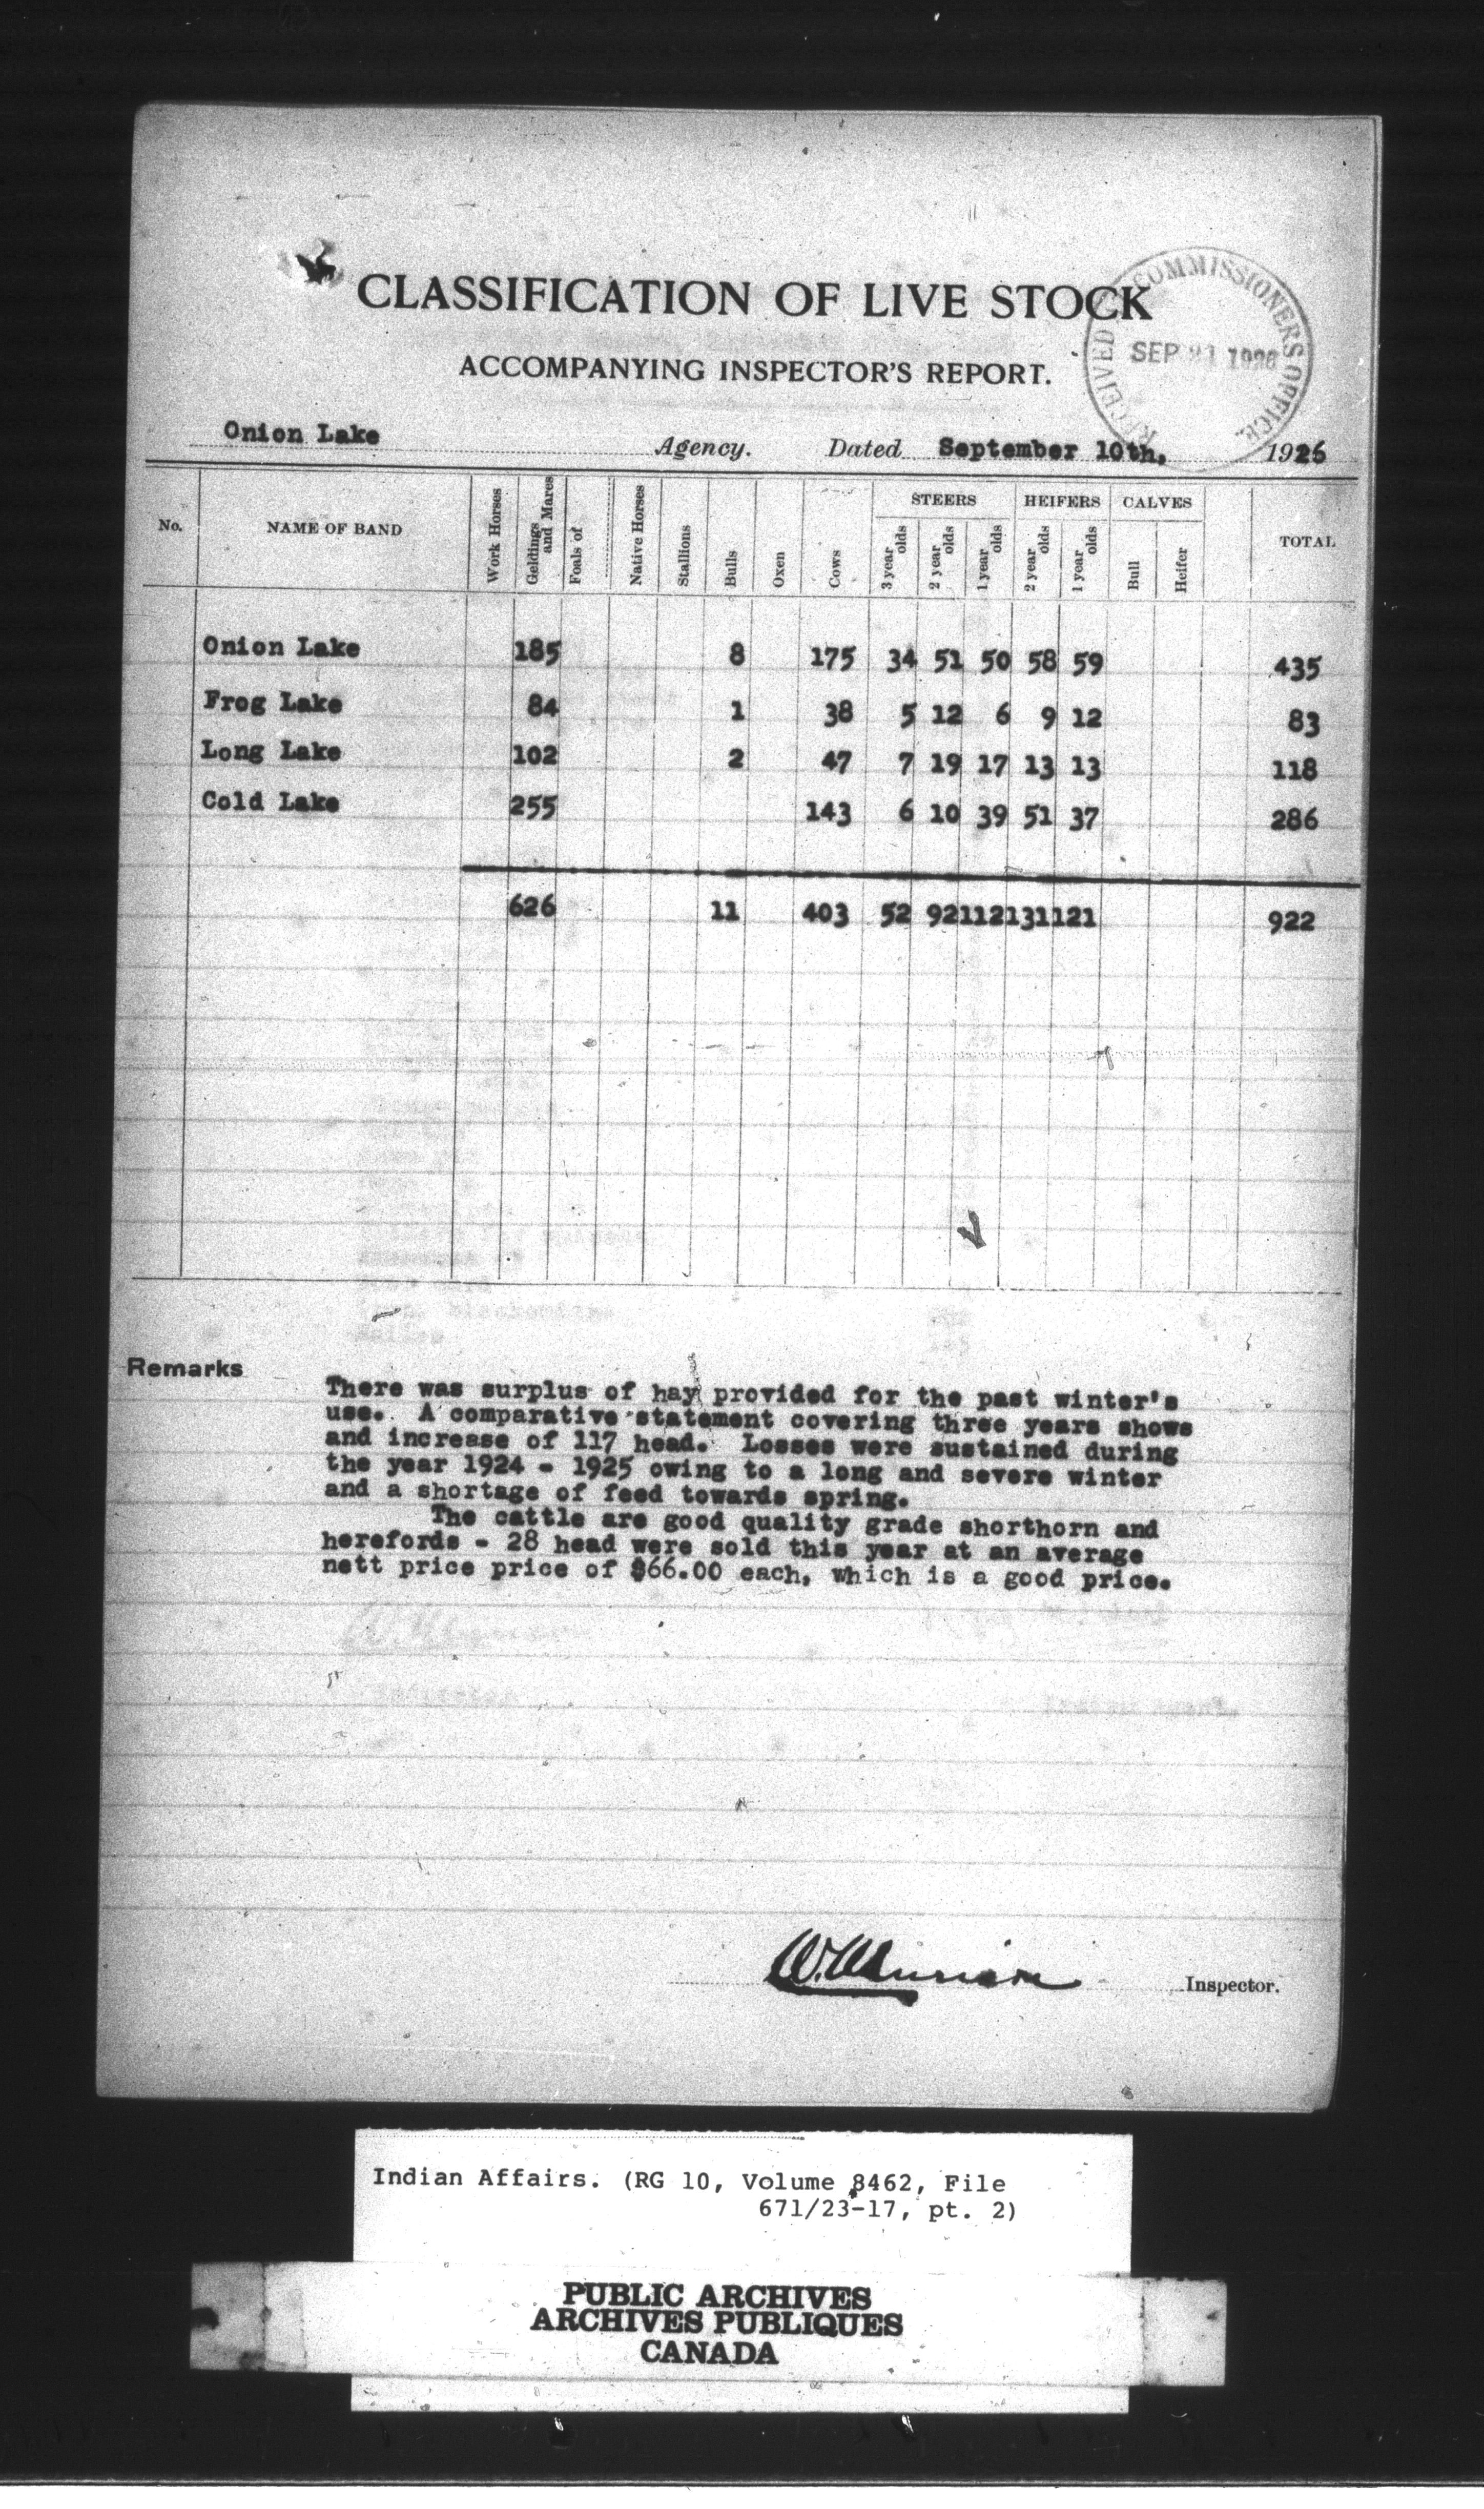 CLASSIFICATION OF LIVE STOCK
ACCOMPANYING INSPECTOR'S REPORT.
RECEIVED COMMISSIONERS OFFICE.
SEP 21 1926
Onion Lake Agency. Dated September 10th, 1926
No. NAME OF BAND Work Horses Geldings and Mares Foals of Native Horses Stallions Bulls Oxen Cows STEERS 3 year olds 2 year olds 1 year olds HEIFERS 2 year olds 1 year olds CALVES Bull Heifer TOTAL
Onion Lake 185 8 175 34 51 50 58 59 435
Frog Lake 84 1 38 5 12 6 9 12 83
Long Lake 102 2 47 7 19 17 13 13 118
Cold Lake 255 143 6 10 39 51 37 286
626 11 403 52 92 112 131 121 922
Remarks
There was surplus of hay provided for the past winter's
use. A comparative statement covering three years shows
and increase of 117 head. Losses were sustained during
the year 1924 - 1925 owing to a long and severe winter
and a shortage of feed towards spring.
The cattle are good quality grade shorthorn and
herefords - 28 head were sold this year at an average
nett price price of $66.00 each, which is a good price.
Inspector.
Indian Affairs. (RG 10, Volume 8462, File
671/23-17, pt. 2)
PUBLIC ARCHIVES
ARCHIVES PUBLIQUES
CANADA